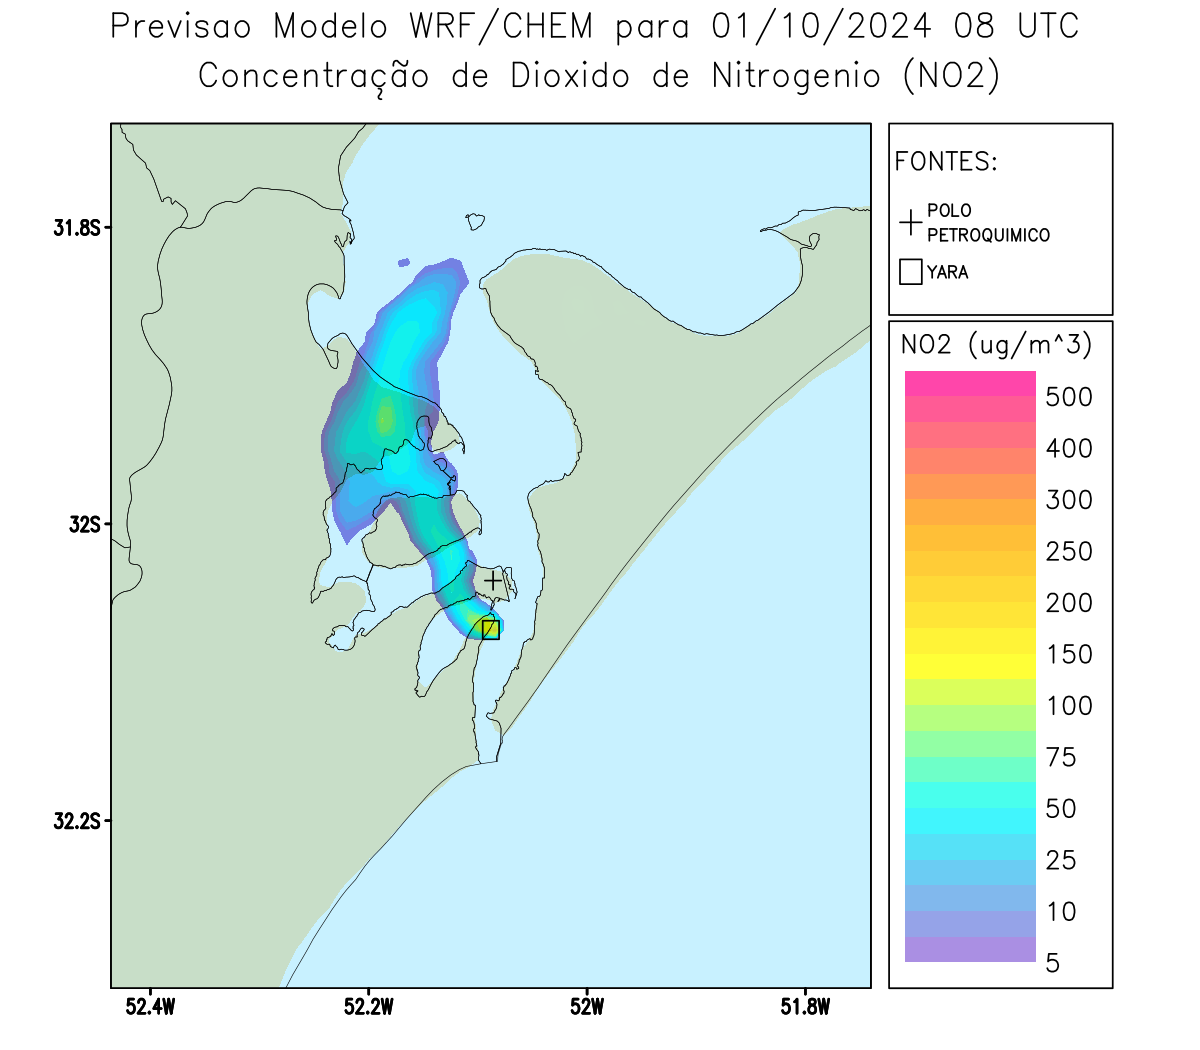 Previsao Modelo WRF/CHEM para 01/10/2024 08 UTC
Concentração de Dioxido de Nitrogenio (NO2)
FONTES:
POLO
PETROQUIMICO
YARA
NO2 (ug/m^3)
500
400
300
250
200
150
100
75
50
25
10
5
31.8S
32S
32.2S
52.4W
52.2W
52W
51.8W